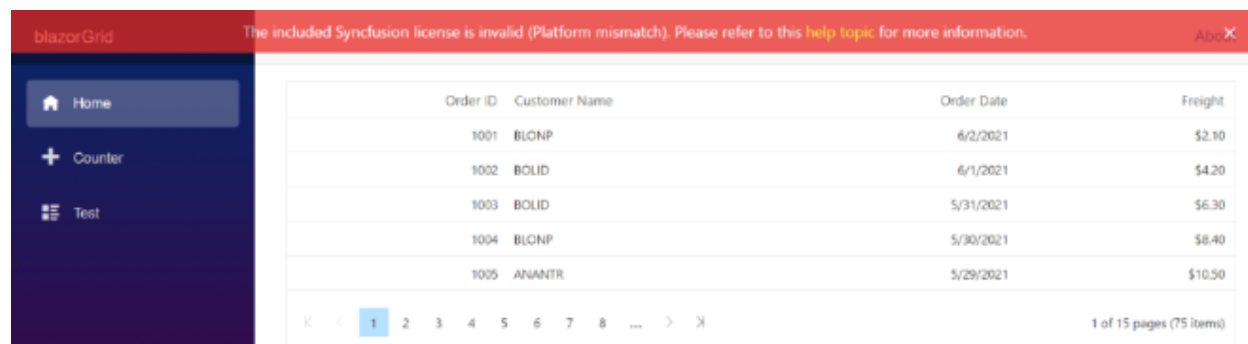 blazorGrid
The included Syncfusion license is invalid (Platform mismatch). Please refer to this help topic for more information.
About
Home
Counter
Test
Order ID Customer Name Order Date Freight
1001 BLONP 6/2/2021 $2.10
1002 BOLID 6/1/2021 $4.20
1003 BOLID 5/31/2021 $6.30
1004 BLONP 5/30/2021 $8.40
1005 ANANTR 5/29/2021 $10.50
1 2 3 4 5 6 7 8 ... 1 of 15 pages (75 items)